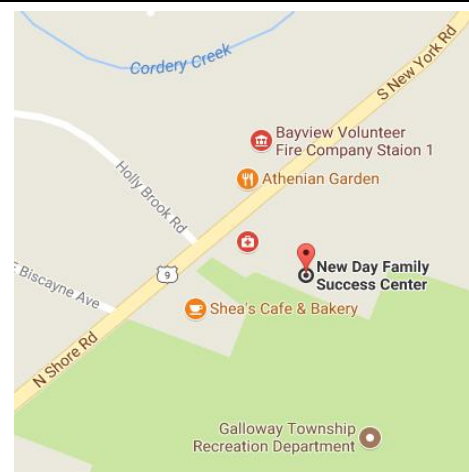 Cordery Creek
S New York Rd
Bayview Volunteer
Fire Company Staion 1
Athenian Garden
Holly Brook Rd
New Day Family
Success Center
9
E Biscayne Ave
Shea's Cafe & Bakery
N Shore Rd
Galloway Township
Recreation Department